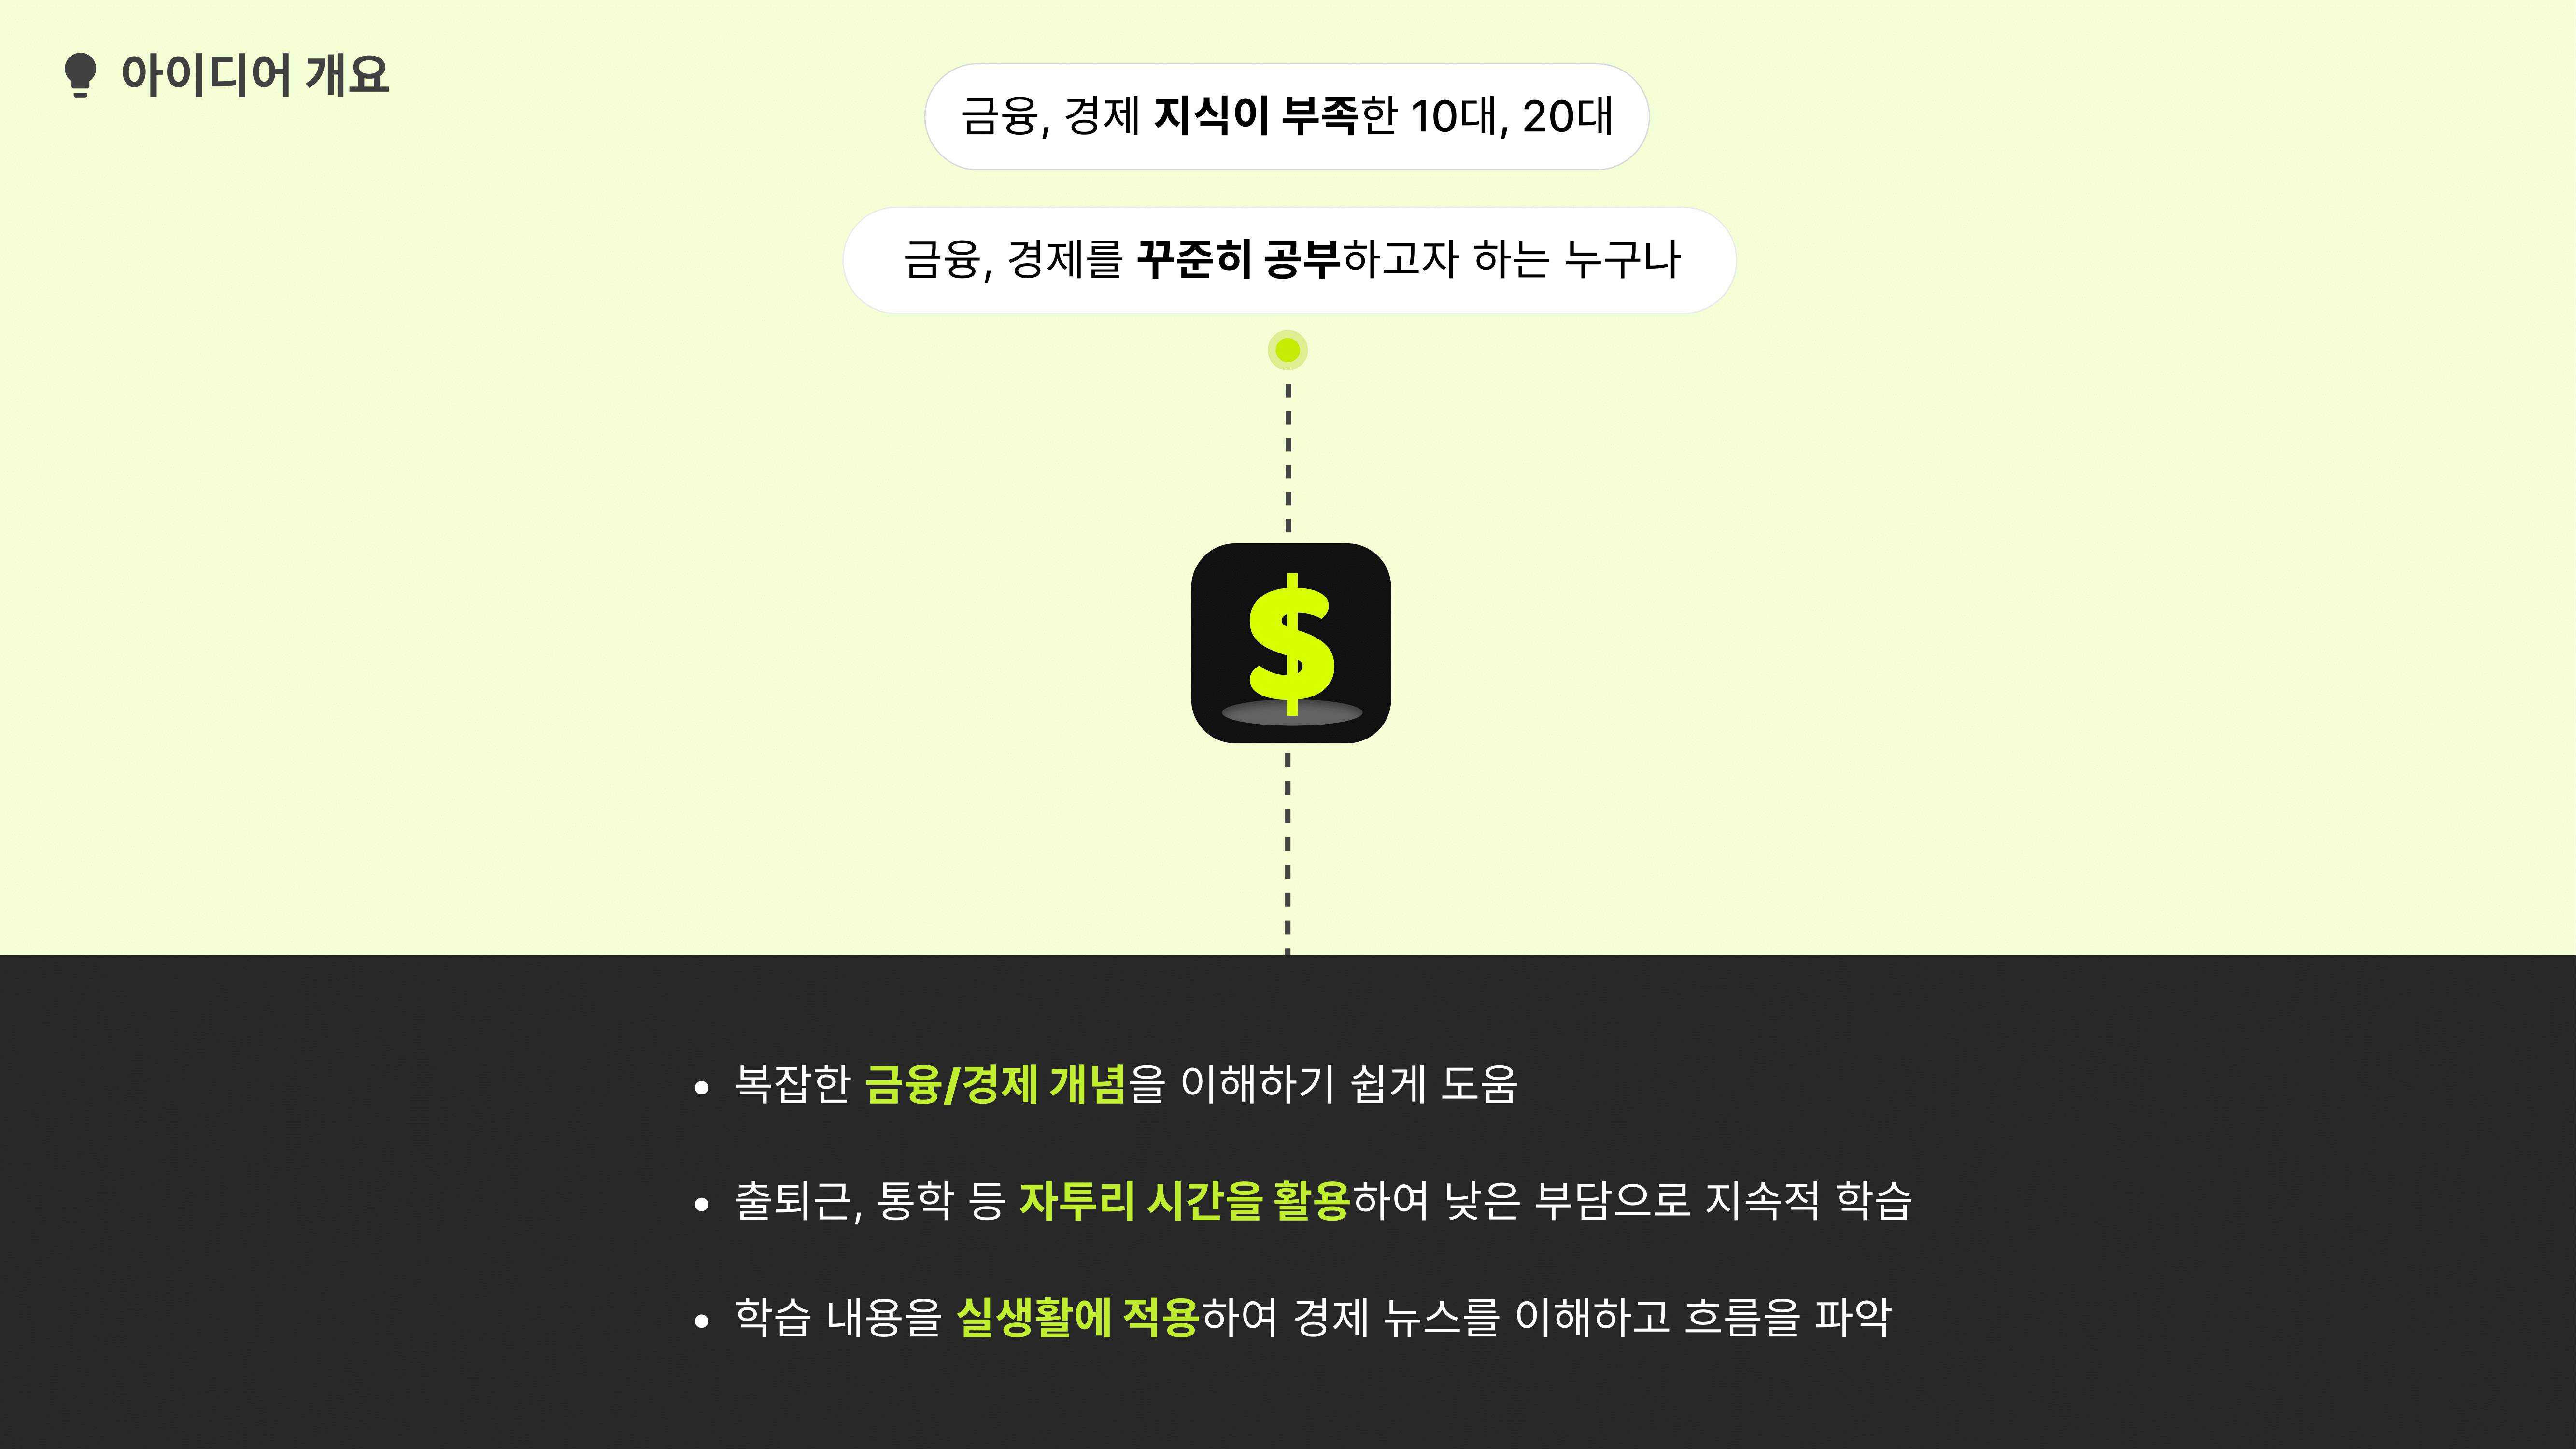 아이디어 개요
금융, 경제 지식이 부족한 10대, 20대
금융, 경제를 꾸준히 공부하고자 하는 누구나
$
• 복잡한 금융/경제 개념을 이해하기 쉽게 도움
• 출퇴근, 통학 등 자투리 시간을 활용하여 낮은 부담으로 지속적 학습
• 학습 내용을 실생활에 적용하여 경제 뉴스를 이해하고 흐름을 파악